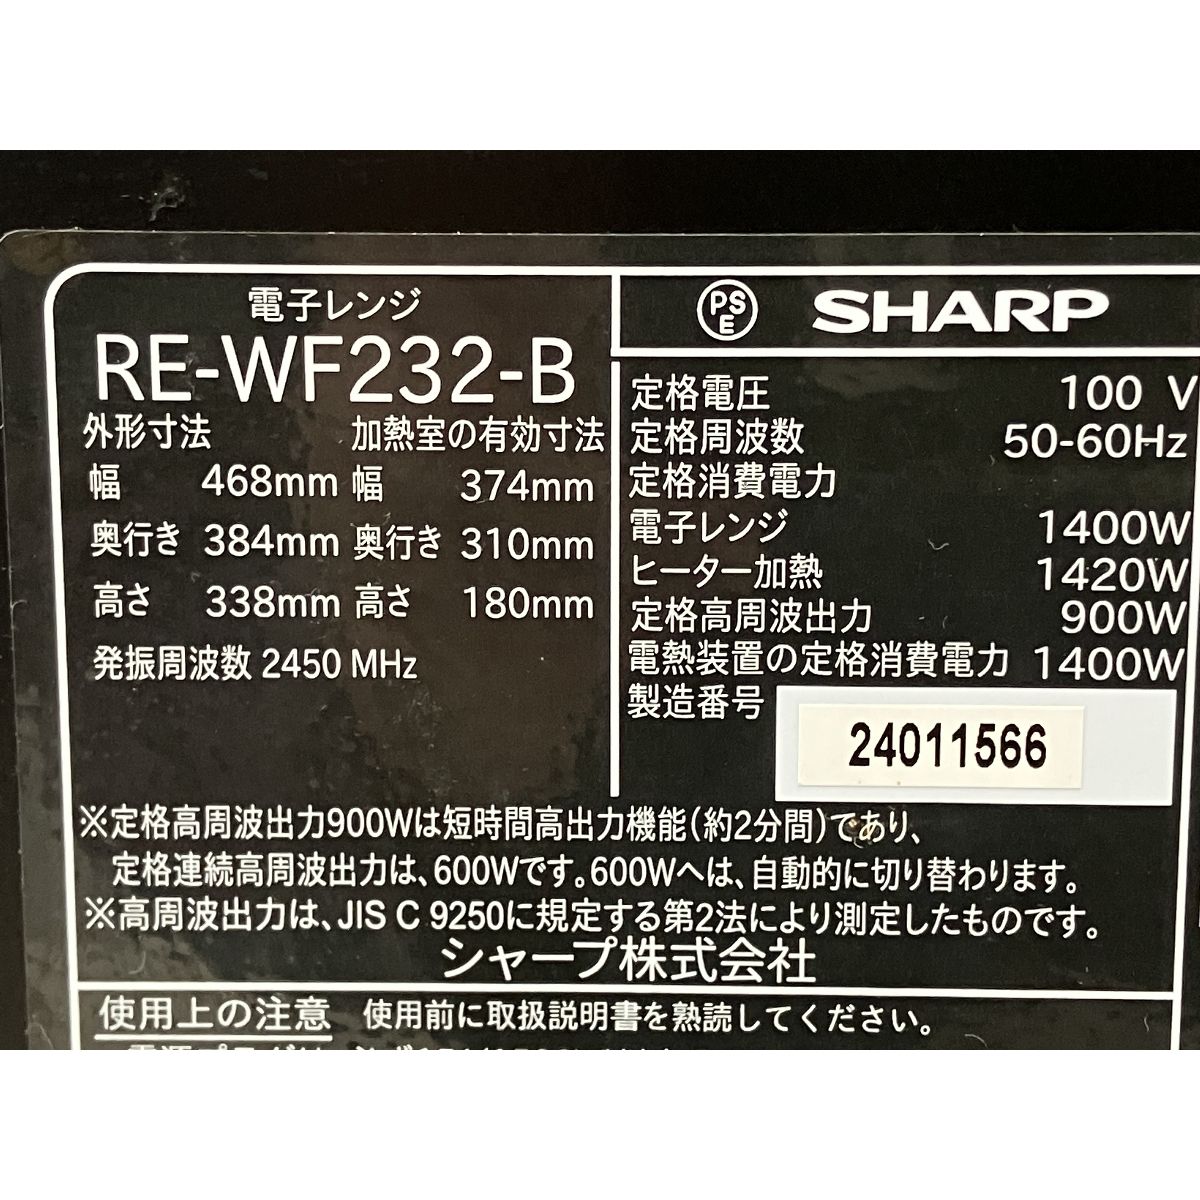 電子レンジ
RE-WF232-B
外形寸法 加熱室の有効寸法
幅 468mm 幅 374mm
奥行き 384mm 奥行き 310mm
高さ 338mm 高さ 180mm
発振周波数 2450 MHz
PSE SHARP
定格電圧 100 V
定格周波数 50-60Hz
定格消費電力
電子レンジ 1400W
ヒーター加熱 1420W
定格高周波出力 900W
電熱装置の定格消費電力 1400W
製造番号 24011566
※定格高周波出力900Wは短時間高出力機能(約2分間)であり、
定格連続高周波出力は、600Wです。600Wへは、自動的に切り替わります。
※高周波出力は、JIS C 9250に規定する第2法により測定したものです。
シャープ株式会社
使用上の注意 使用前に取扱説明書を熟読してください。